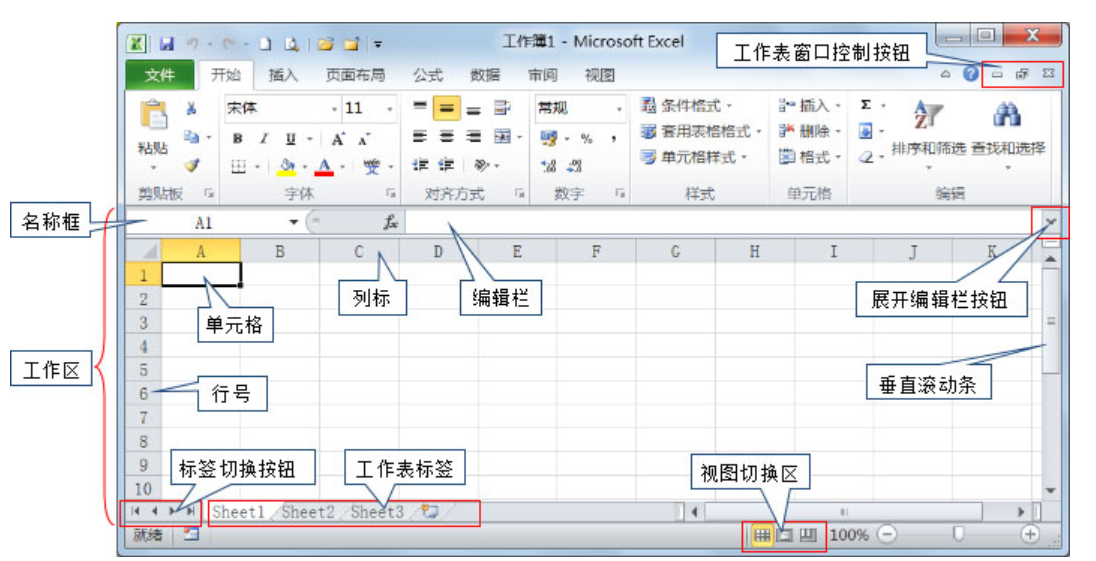 工作簿1 - Microsoft Excel
工作表窗口控制按钮
文件 开始 插入 页面布局 公式 数据 审阅 视图
宋体 11 常规 条件格式 插入 Σ
粘贴 B I U A A % , 套用表格格式 删除 排序和筛选 查找和选择
A 变 单元格样式 格式
剪贴板 字体 对齐方式 数字 样式 单元格 编辑
名称框 A1 fx
A B C D E F G H I J K
1
列标 编辑栏 展开编辑栏按钮
2
3 单元格
4
工作区
5
垂直滚动条
6 行号
7
8
9 标签切换按钮 工作表标签 视图切换区
10
Sheet1 Sheet2 Sheet3
就绪 100%